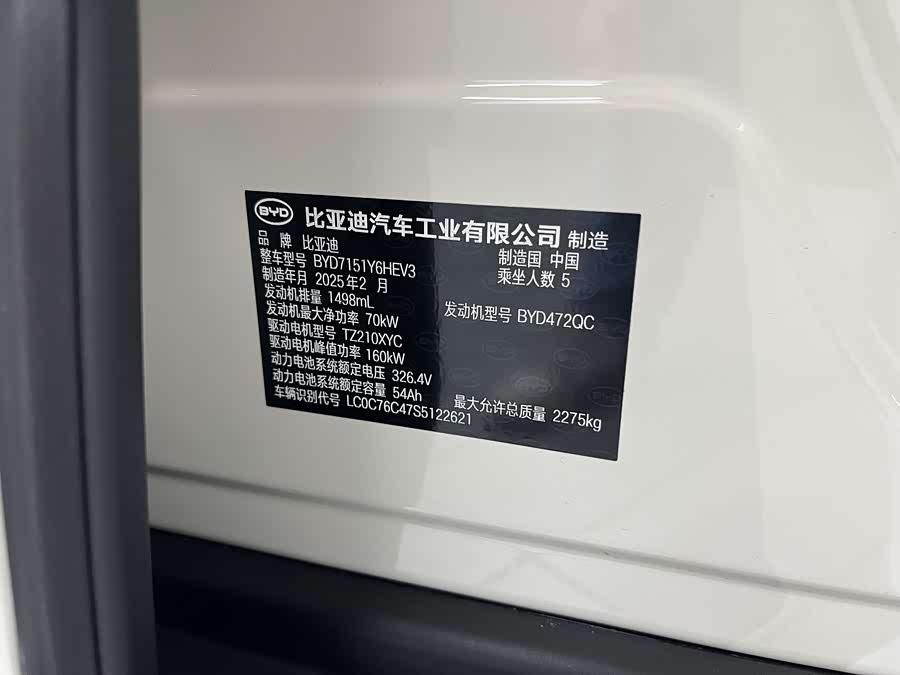 BYD 比亚迪汽车工业有限公司 制造
品 牌 比亚迪 制造国 中国
整车型号 BYD7151Y6HEV3 乘坐人数 5
制造年月 2025年2 月
发动机排量 1498mL 发动机型号 BYD472QC
发动机最大净功率 70kW
驱动电机型号 TZ210XYC
驱动电机峰值功率 160kW
动力电池系统额定电压 326.4V
动力电池系统额定容量 54Ah 最大允许总质量 2275kg
车辆识别代号 LC0C76C47S5122621